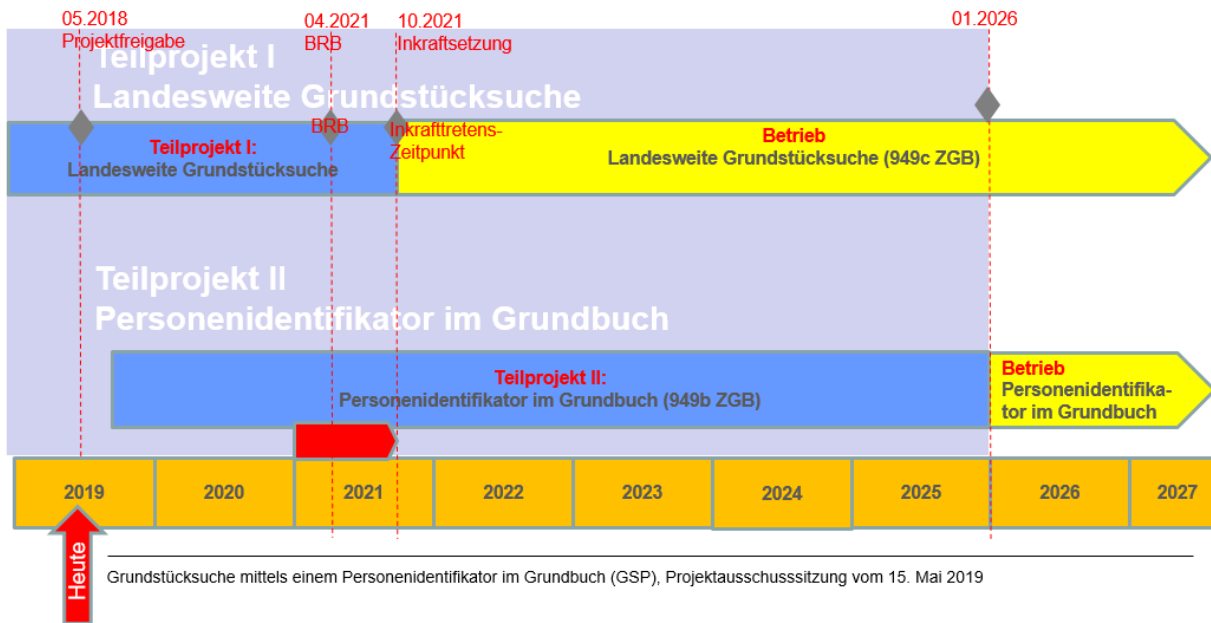 05.2018
Projektfreigabe
04.2021
BRB
10.2021
Inkraftsetzung
01.2026
Teilprojekt I
Landesweite Grundstücksuche
BRB
Inkrafttretens-
Zeitpunkt
Teilprojekt I:
Landesweite Grundstücksuche
Betrieb
Landesweite Grundstücksuche (949c ZGB)
Teilprojekt II
Personenidentifikator im Grundbuch
Teilprojekt II:
Personenidentifikator im Grundbuch (949b ZGB)
Betrieb
Personenidentifika-
tor im Grundbuch
2019 2020 2021 2022 2023 2024 2025 2026 2027
Heute
Grundstücksuche mittels einem Personenidentifikator im Grundbuch (GSP), Projektausschusssitzung vom 15. Mai 2019